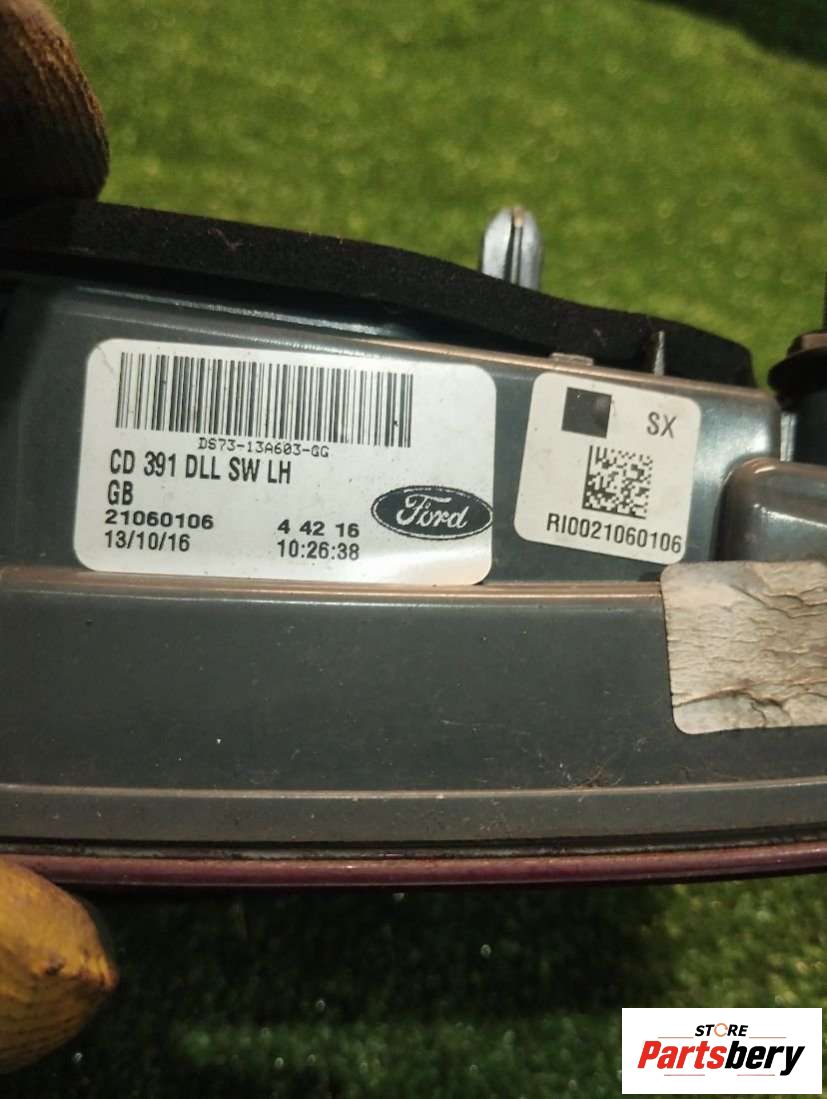 DS73-13A603-GG
CD 391 DLL SW LH
GB
21060106 4 42 16
13/10/16 10:26:38
Ford
SX
RI0021060106
STORE
Partsbery